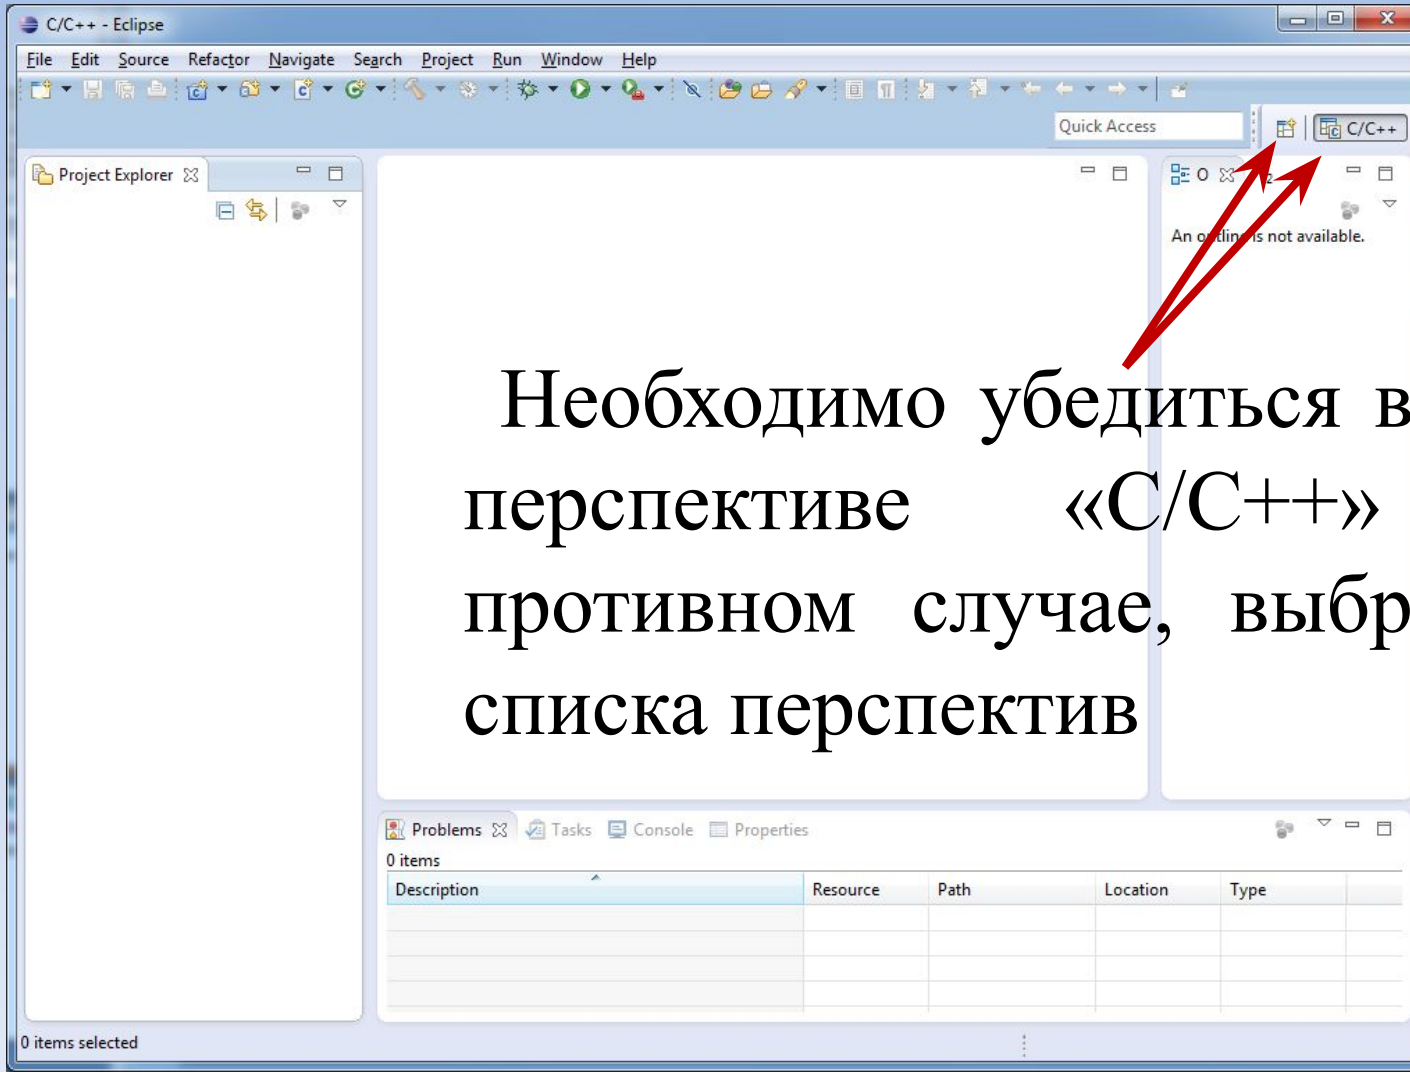 C/C++ - Eclipse
File Edit Source Refactor Navigate Search Project Run Window Help
Quick Access
C/C++
Project Explorer
O
An outline is not available.
Необходимо убедиться в
перспективе «C/C++»
противном случае, выбр
списка перспектив
Problems Tasks Console Properties
0 items
Description Resource Path Location Type
0 items selected